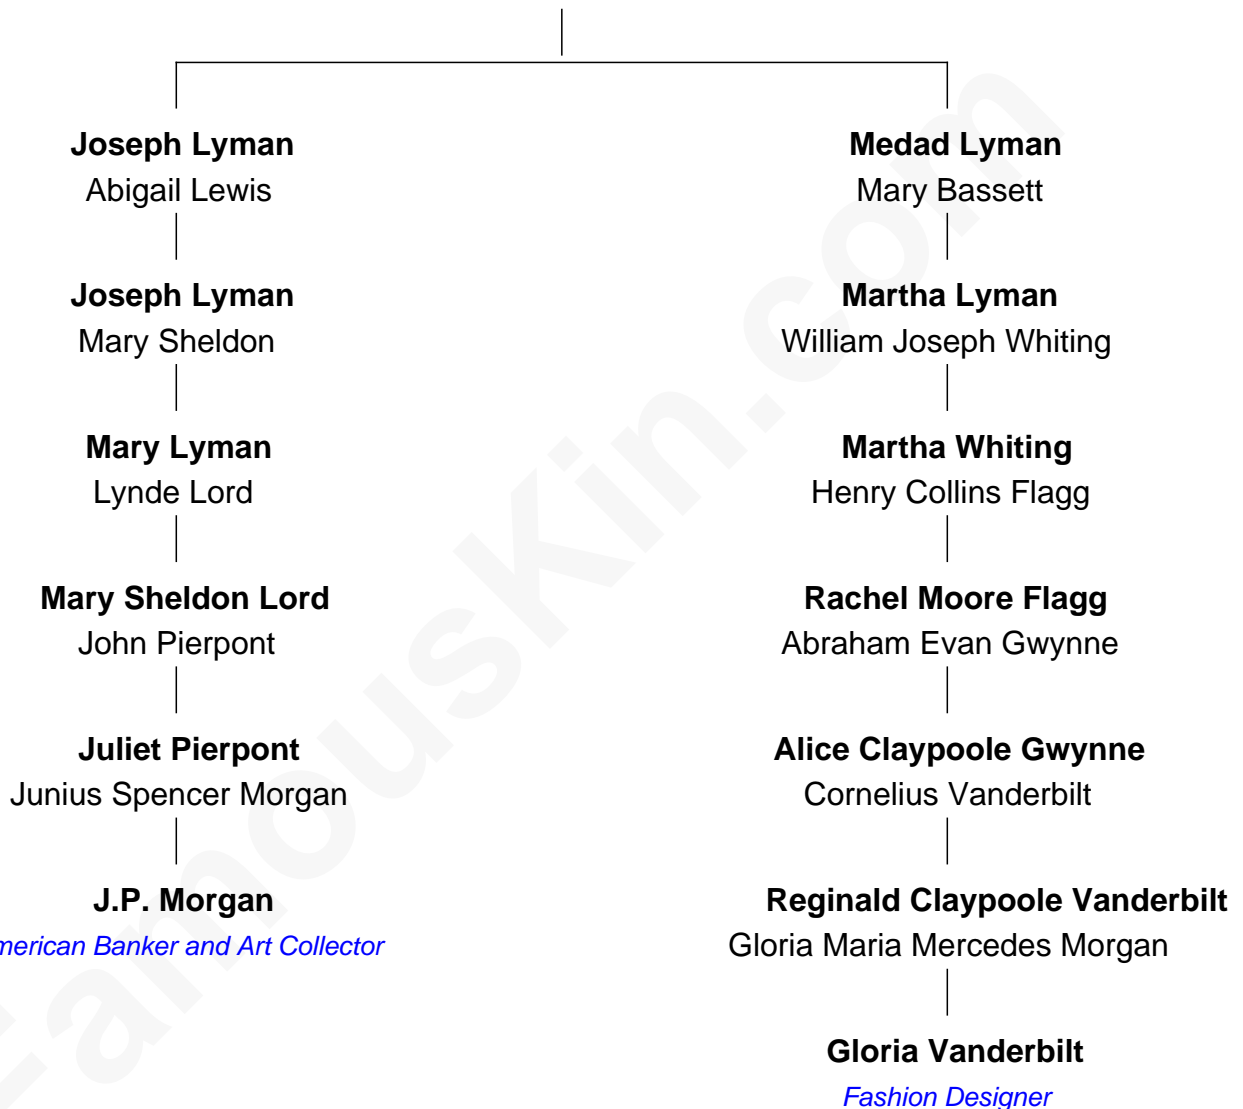 Joseph Lyman
Abigail Lewis
Joseph Lyman
Mary Sheldon
Mary Lyman
Lynde Lord
Mary Sheldon Lord
John Pierpont
Juliet Pierpont
Junius Spencer Morgan
J.P. Morgan
merican Banker and Art Collector
Medad Lyman
Mary Bassett
Martha Lyman
William Joseph Whiting
Martha Whiting
Henry Collins Flagg
Rachel Moore Flagg
Abraham Evan Gwynne
Alice Claypoole Gwynne
Cornelius Vanderbilt
Reginald Claypoole Vanderbilt
Gloria Maria Mercedes Morgan
Gloria Vanderbilt
Fashion Designer
FamousKin.com